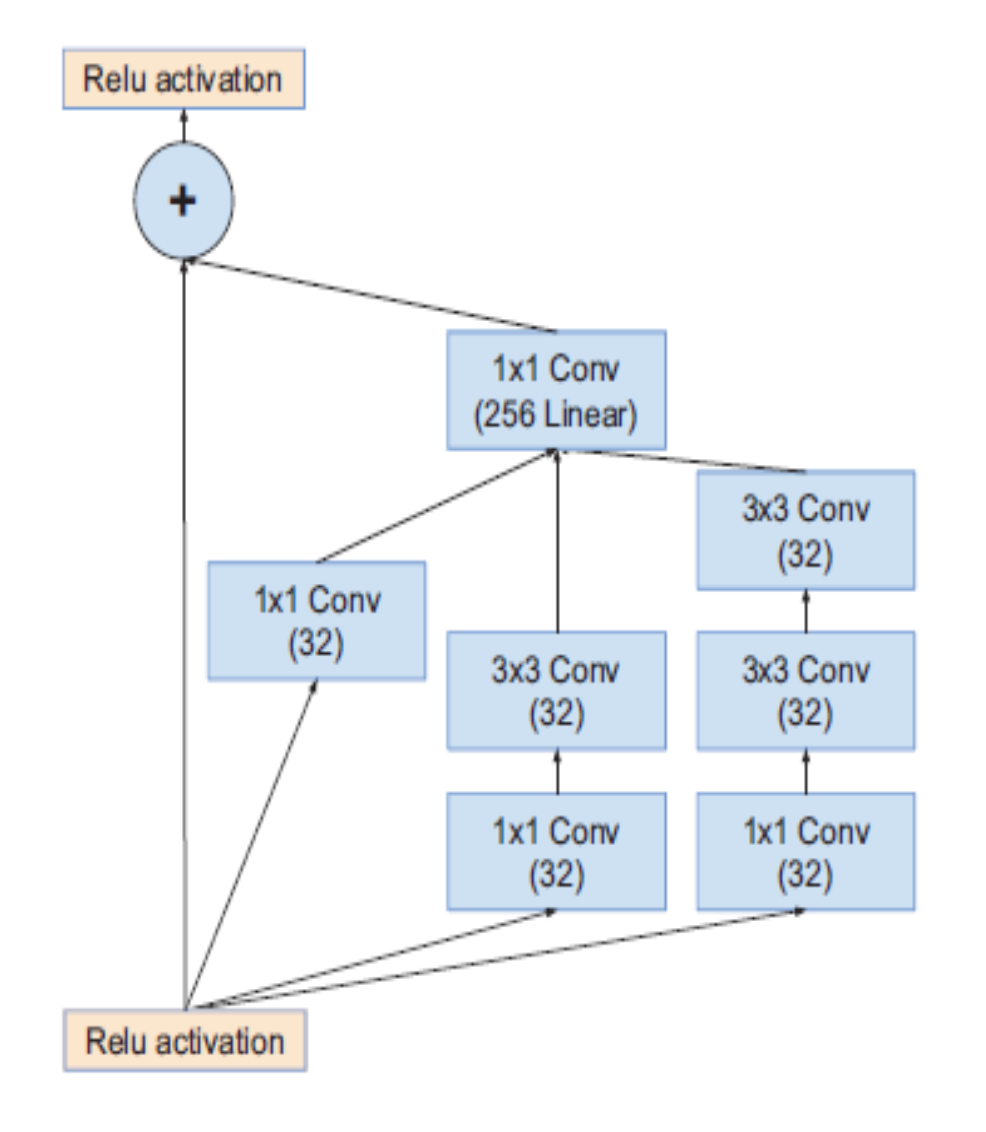 Relu activation
+
1x1 Conv
(256 Linear)
3x3 Conv
(32)
1x1 Conv
(32)
3x3 Conv
(32)
3x3 Conv
(32)
1x1 Conv
(32)
1x1 Conv
(32)
Relu activation